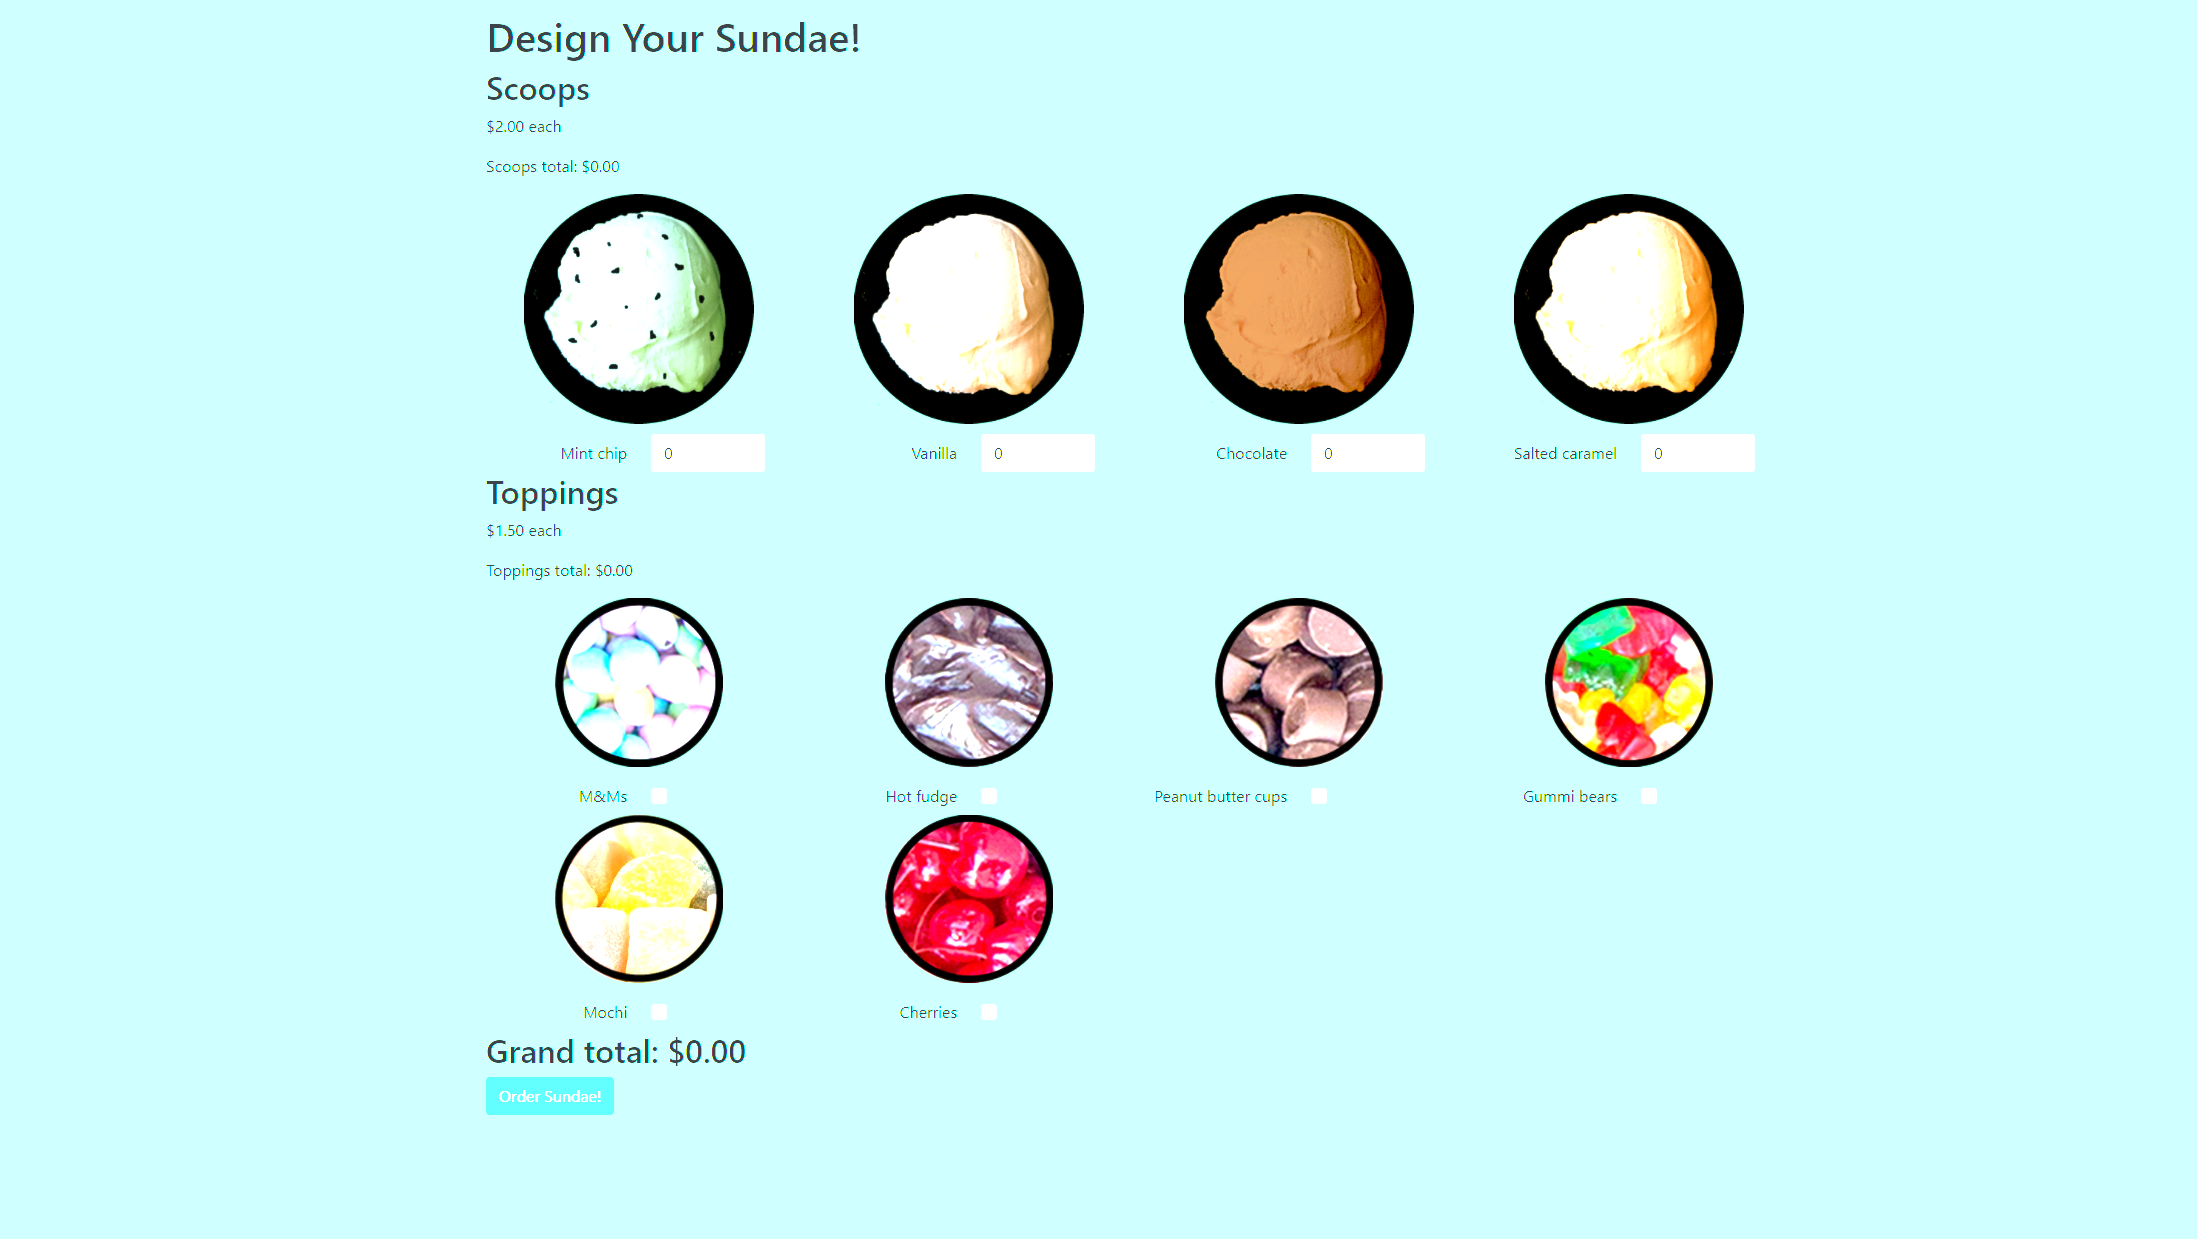 Design Your Sundae!
Scoops
$2.00 each
Scoops total: $0.00
Mint chip 0 Vanilla 0 Chocolate 0 Salted caramel 0
Toppings
$1.50 each
Toppings total: $0.00
M&Ms Hot fudge Peanut butter cups Gummi bears
Mochi Cherries
Grand total: $0.00
Order Sundae!